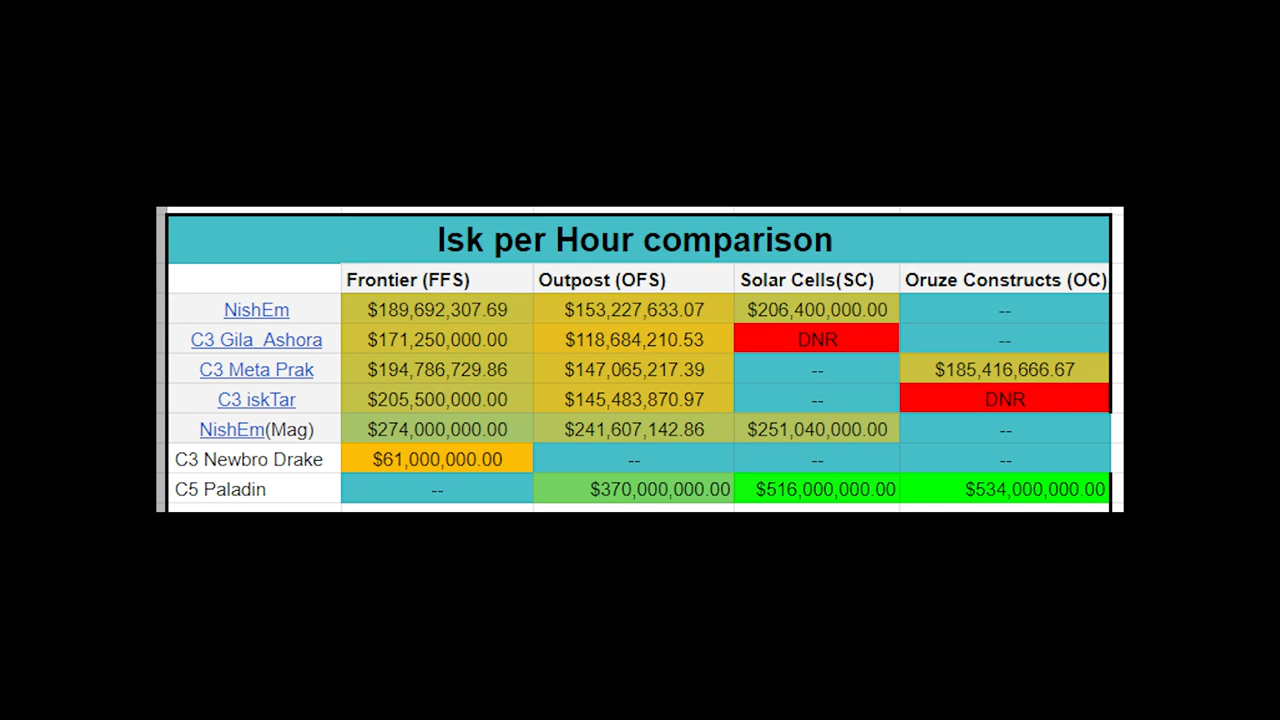 Isk per Hour comparison
Frontier (FFS) Outpost (OFS) Solar Cells(SC) Oruze Constructs (OC)
NishEm $189,692,307.69 $153,227,633.07 $206,400,000.00 --
C3 Gila_Ashora $171,250,000.00 $118,684,210.53 DNR --
C3 Meta Prak $194,786,729.86 $147,065,217.39 -- $185,416,666.67
C3 iskTar $205,500,000.00 $145,483,870.97 -- DNR
NishEm(Mag) $274,000,000.00 $241,607,142.86 $251,040,000.00 --
C3 Newbro Drake $61,000,000.00 -- -- --
C5 Paladin -- $370,000,000.00 $516,000,000.00 $534,000,000.00